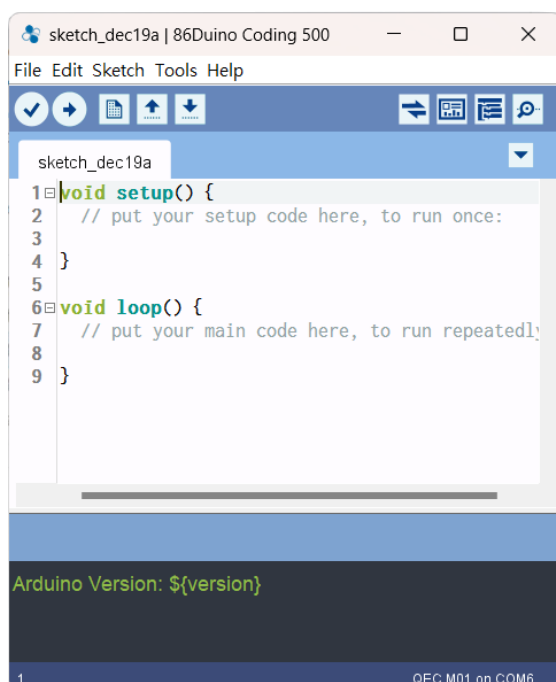 sketch_dec19a | 86Duino Coding 500
File Edit Sketch Tools Help
sketch_dec19a
1 void setup() {
2 // put your setup code here, to run once:
3
4 }
5
6 void loop() {
7 // put your main code here, to run repeatedly
8
9 }
Arduino Version: ${version}
1 QEC M01 on COM6